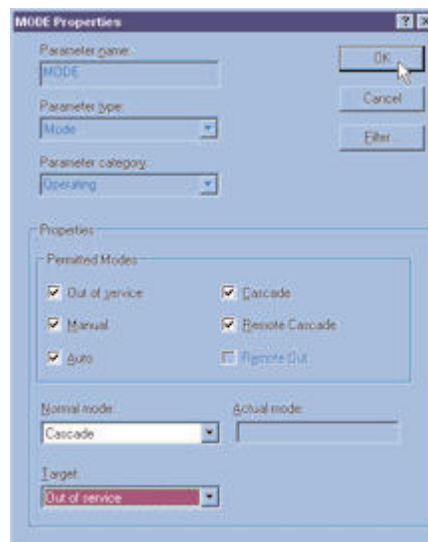 MODE Properties
Parameter name:
MODE
OK
Parameter type:
Mode
Cancel
Filter...
Parameter category:
Operating
Properties
Permitted Modes
Out of service
Cascade
Manual
Remote Cascade
Auto
Remote Out
Normal mode:
Actual mode:
Cascade
Target:
Out of service